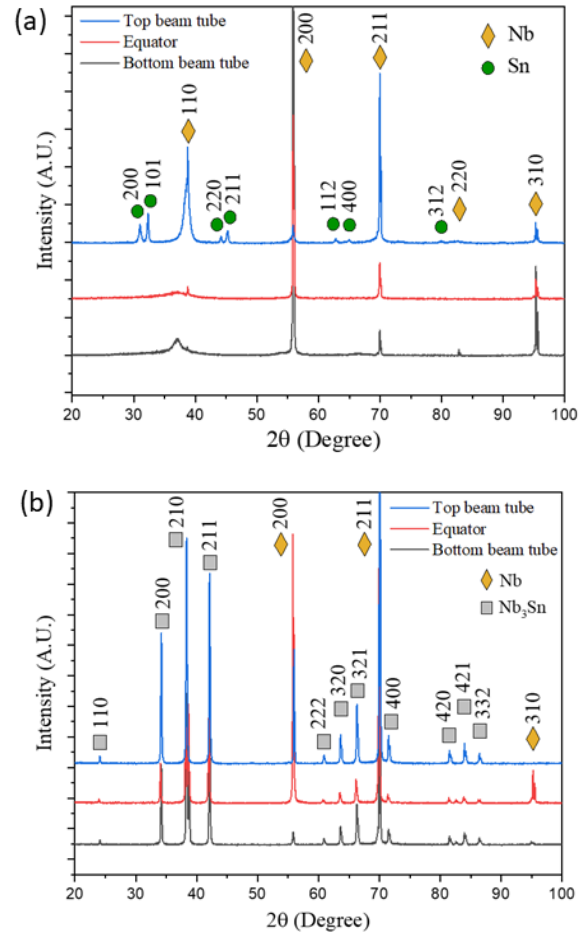 (a)
Top beam tube
Equator
Bottom beam tube
Nb
Sn
200
101
110
220
211
200
112
400
211
312
220
310
Intensity (A.U.)
20 30 40 50 60 70 80 90 100
2θ (Degree)
(b)
Top beam tube
Equator
Bottom beam tube
Nb
Nb₃Sn
110
200
210
211
200
222
320
321
211
400
420
421
332
310
Intensity (A.U.)
20 30 40 50 60 70 80 90 100
2θ (Degree)